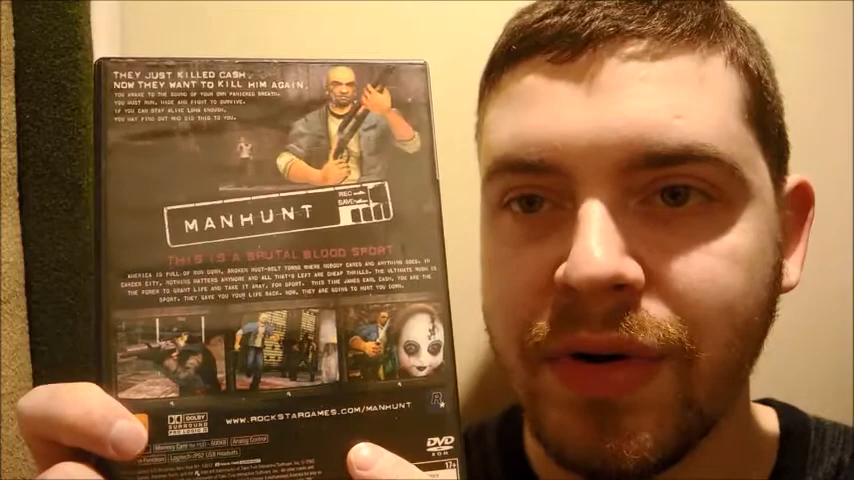 THEY JUST KILLED CASH.
NOW THEY WANT TO KILL HIM AGAIN.
YOU AWAKE TO THE SOUND OF YOUR OWN PANICKED BREATH.
YOU MUST RUN, HIDE AND FIGHT TO SURVIVE.
IF YOU CAN STAY ALIVE LONG ENOUGH,
YOU MAY FIND OUT WHO DID THIS TO YOU.
REC
SAVE
MANHUNT
THIS IS A BRUTAL BLOOD SPORT
AMERICA IS FULL OF RUN DOWN, BROKEN RUST-BELT TOWNS WHERE NOBODY CARES AND ANYTHING GOES. IN
CARCER CITY, NOTHING MATTERS ANYMORE AND ALL THAT'S LEFT ARE CHEAP THRILLS. THE ULTIMATE RUSH IS
THE POWER TO GRANT LIFE AND TAKE IT AWAY, FOR SPORT. THIS TIME JAMES EARL CASH, YOU ARE THE
SPORT. THEY GAVE YOU YOUR LIFE BACK. NOW, THEY ARE GOING TO HUNT YOU DOWN.
WWW.ROCKSTARGAMES.COM/MANHUNT
R
DOLBY
SURROUND
PRO LOGIC II
Analog Control
DVD
ROM